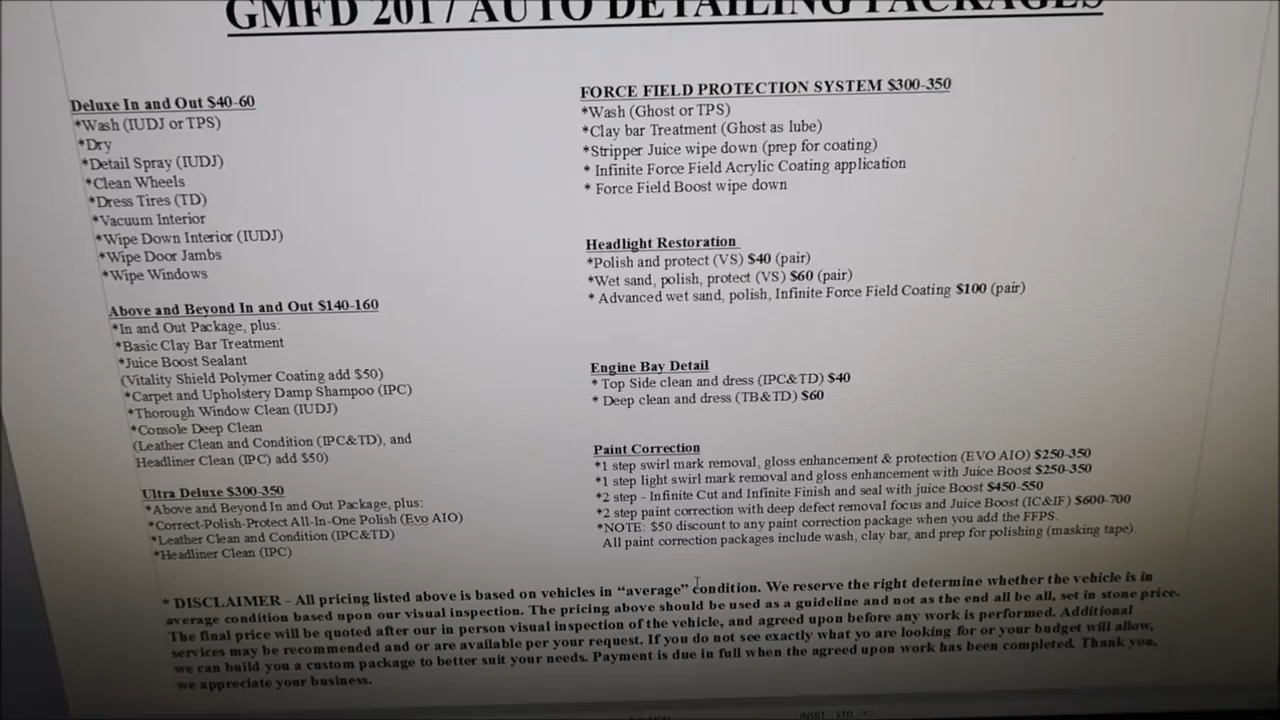 GMFD 2017 AUTO DETAILING PACKAGES
Deluxe In and Out $40-60
*Wash (IUDJ or TPS)
*Dry
*Detail Spray (IUDJ)
*Clean Wheels
*Dress Tires (TD)
*Vacuum Interior
*Wipe Down Interior (IUDJ)
*Wipe Door Jambs
*Wipe Windows
Above and Beyond In and Out $140-160
*In and Out Package, plus:
*Basic Clay Bar Treatment
*Juice Boost Sealant
(Vitality Shield Polymer Coating add $50)
*Carpet and Upholstery Damp Shampoo (IPC)
*Thorough Window Clean (IUDJ)
*Console Deep Clean
(Leather Clean and Condition (IPC&TD), and
Headliner Clean (IPC) add $50)
Ultra Deluxe $300-350
*Above and Beyond In and Out Package, plus:
*Correct-Polish-Protect All-In-One Polish (Evo AIO)
*Leather Clean and Condition (IPC&TD)
*Headliner Clean (IPC)
FORCE FIELD PROTECTION SYSTEM $300-350
*Wash (Ghost or TPS)
*Clay bar Treatment (Ghost as lube)
*Stripper Juice wipe down (prep for coating)
* Infinite Force Field Acrylic Coating application
* Force Field Boost wipe down
Headlight Restoration
*Polish and protect (VS) $40 (pair)
*Wet sand, polish, protect (VS) $60 (pair)
* Advanced wet sand, polish, Infinite Force Field Coating $100 (pair)
Engine Bay Detail
* Top Side clean and dress (IPC&TD) $40
* Deep clean and dress (TB&TD) $60
Paint Correction
*1 step swirl mark removal, gloss enhancement & protection (EVO AIO) $250-350
*1 step light swirl mark removal and gloss enhancement with Juice Boost $250-350
*2 step - Infinite Cut and Infinite Finish and seal with juice Boost $450-550
*2 step paint correction with deep defect removal focus and Juice Boost (IC&IF) $600-700
*NOTE: $50 discount to any paint correction package when you add the FFPS.
All paint correction packages include wash, clay bar, and prep for polishing (masking tape).
* DISCLAIMER - All pricing listed above is based on vehicles in “average” condition. We reserve the right determine whether the vehicle is in
average condition based upon our visual inspection. The pricing above should be used as a guideline and not as the end all be all, set in stone price.
The final price will be quoted after our in person visual inspection of the vehicle, and agreed upon before any work is performed. Additional
services may be recommended and or are available per your request. If you do not see exactly what yo are looking for or your budget will allow,
we can build you a custom package to better suit your needs. Payment is due in full when the agreed upon work has been completed. Thank you,
we appreciate your business.
INSRT STD